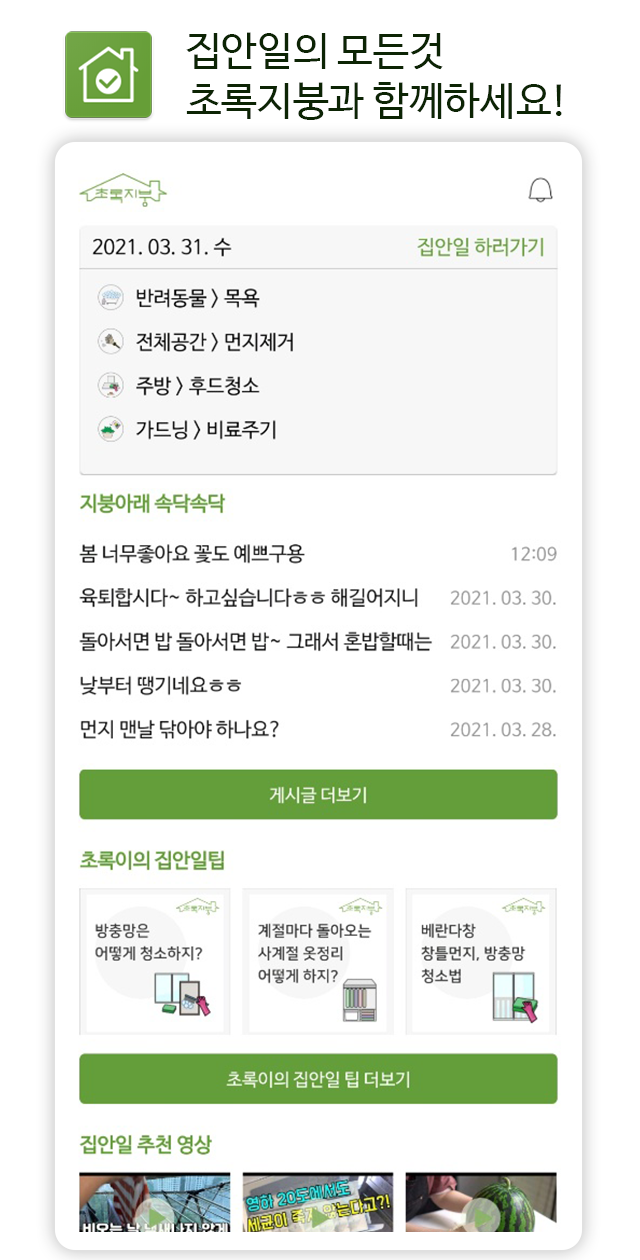 집안일의 모든것
초록지붕과 함께하세요!
초록지붕
2021. 03. 31. 수
집안일 하러가기
반려동물 > 목욕
전체공간 > 먼지제거
주방 > 후드청소
가드닝 > 비료주기
지붕아래 속닥속닥
봄 너무좋아요 꽃도 예쁘구용 12:09
육퇴합시다~ 하고싶습니다ㅎㅎ 해길어지니 2021. 03. 30.
돌아서면 밥 돌아서면 밥~ 그래서 혼밥할때는 2021. 03. 30.
낮부터 땡기네요ㅎㅎ 2021. 03. 30.
먼지 맨날 닦아야 하나요? 2021. 03. 28.
게시글 더보기
초록이의 집안일팁
초록지붕
방충망은
어떻게 청소하지?
초록지붕
계절마다 돌아오는
사계절 옷정리
어떻게 하지?
초록지붕
베란다창
창틀먼지, 방충망
청소법
초록이의 집안일 팁 더보기
집안일 추천 영상
비오는 날 냄새나지 않게
영하 20도에서도
세균이 죽지 않는다고?!